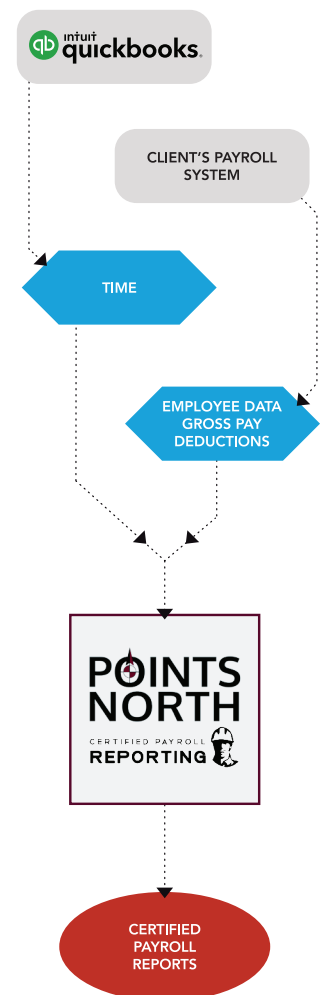 qb intuit
quickbooks.
CLIENT'S PAYROLL
SYSTEM
TIME
EMPLOYEE DATA
GROSS PAY
DEDUCTIONS
POINTS
NORTH
CERTIFIED PAYROLL
REPORTING
CERTIFIED
PAYROLL
REPORTS